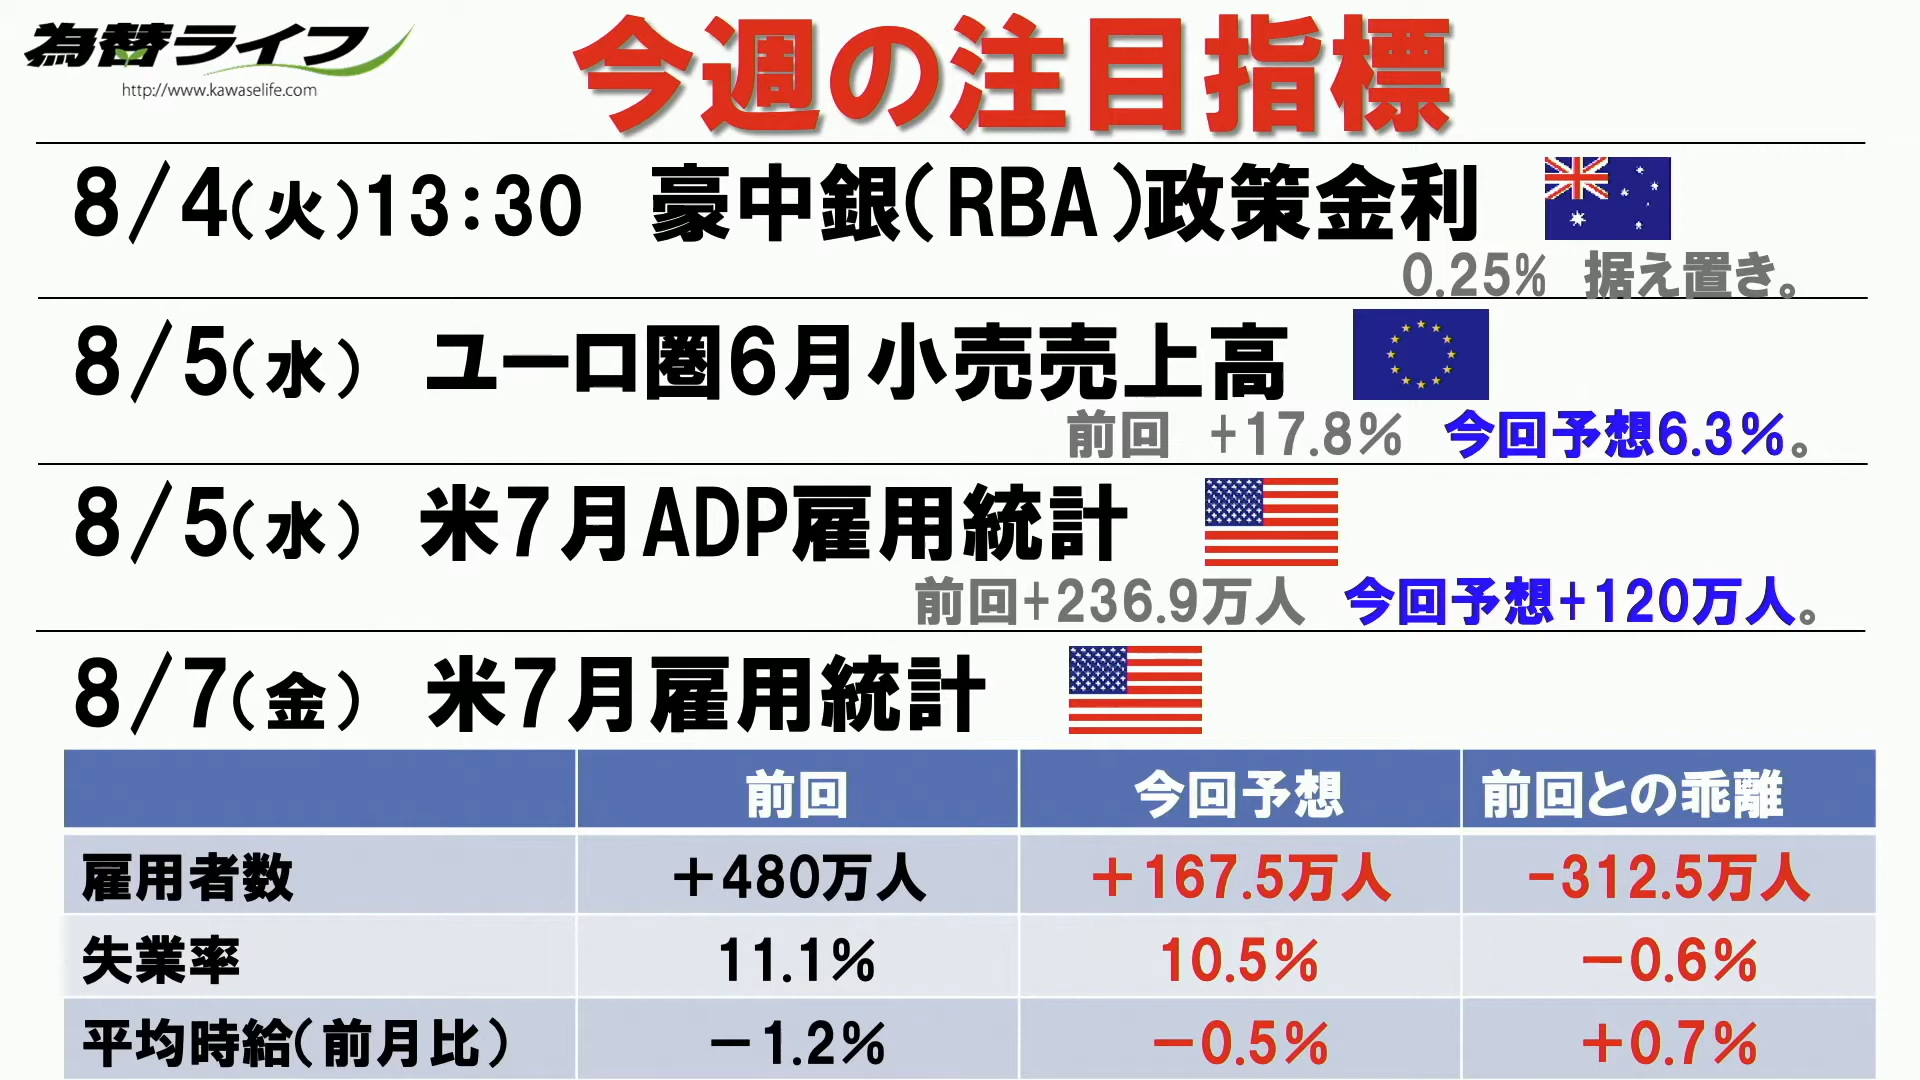 為替ライフ
http://www.kawaselife.com
今週の注目指標
8/4(火)13:30 豪中銀(RBA)政策金利
0.25% 据え置き。
8/5(水) ユーロ圏6月小売売上高
前回 +17.8% 今回予想6.3%。
8/5(水) 米7月ADP雇用統計
前回+236.9万人 今回予想+120万人。
8/7(金) 米7月雇用統計
前回 今回予想 前回との乖離
雇用者数 +480万人 +167.5万人 -312.5万人
失業率 11.1% 10.5% －0.6%
平均時給(前月比) －1.2% －0.5% +0.7%